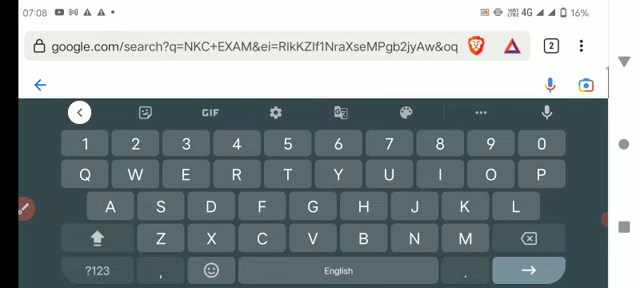 07:08 4G 16%
google.com/search?q=NKC+EXAM&ei=RlkKZIf1NraXseMPgb2jyAw&oq 2
GIF
1 2 3 4 5 6 7 8 9 0
Q W E R T Y U I O P
A S D F G H J K L
Z X C V B N M
?123 , English .